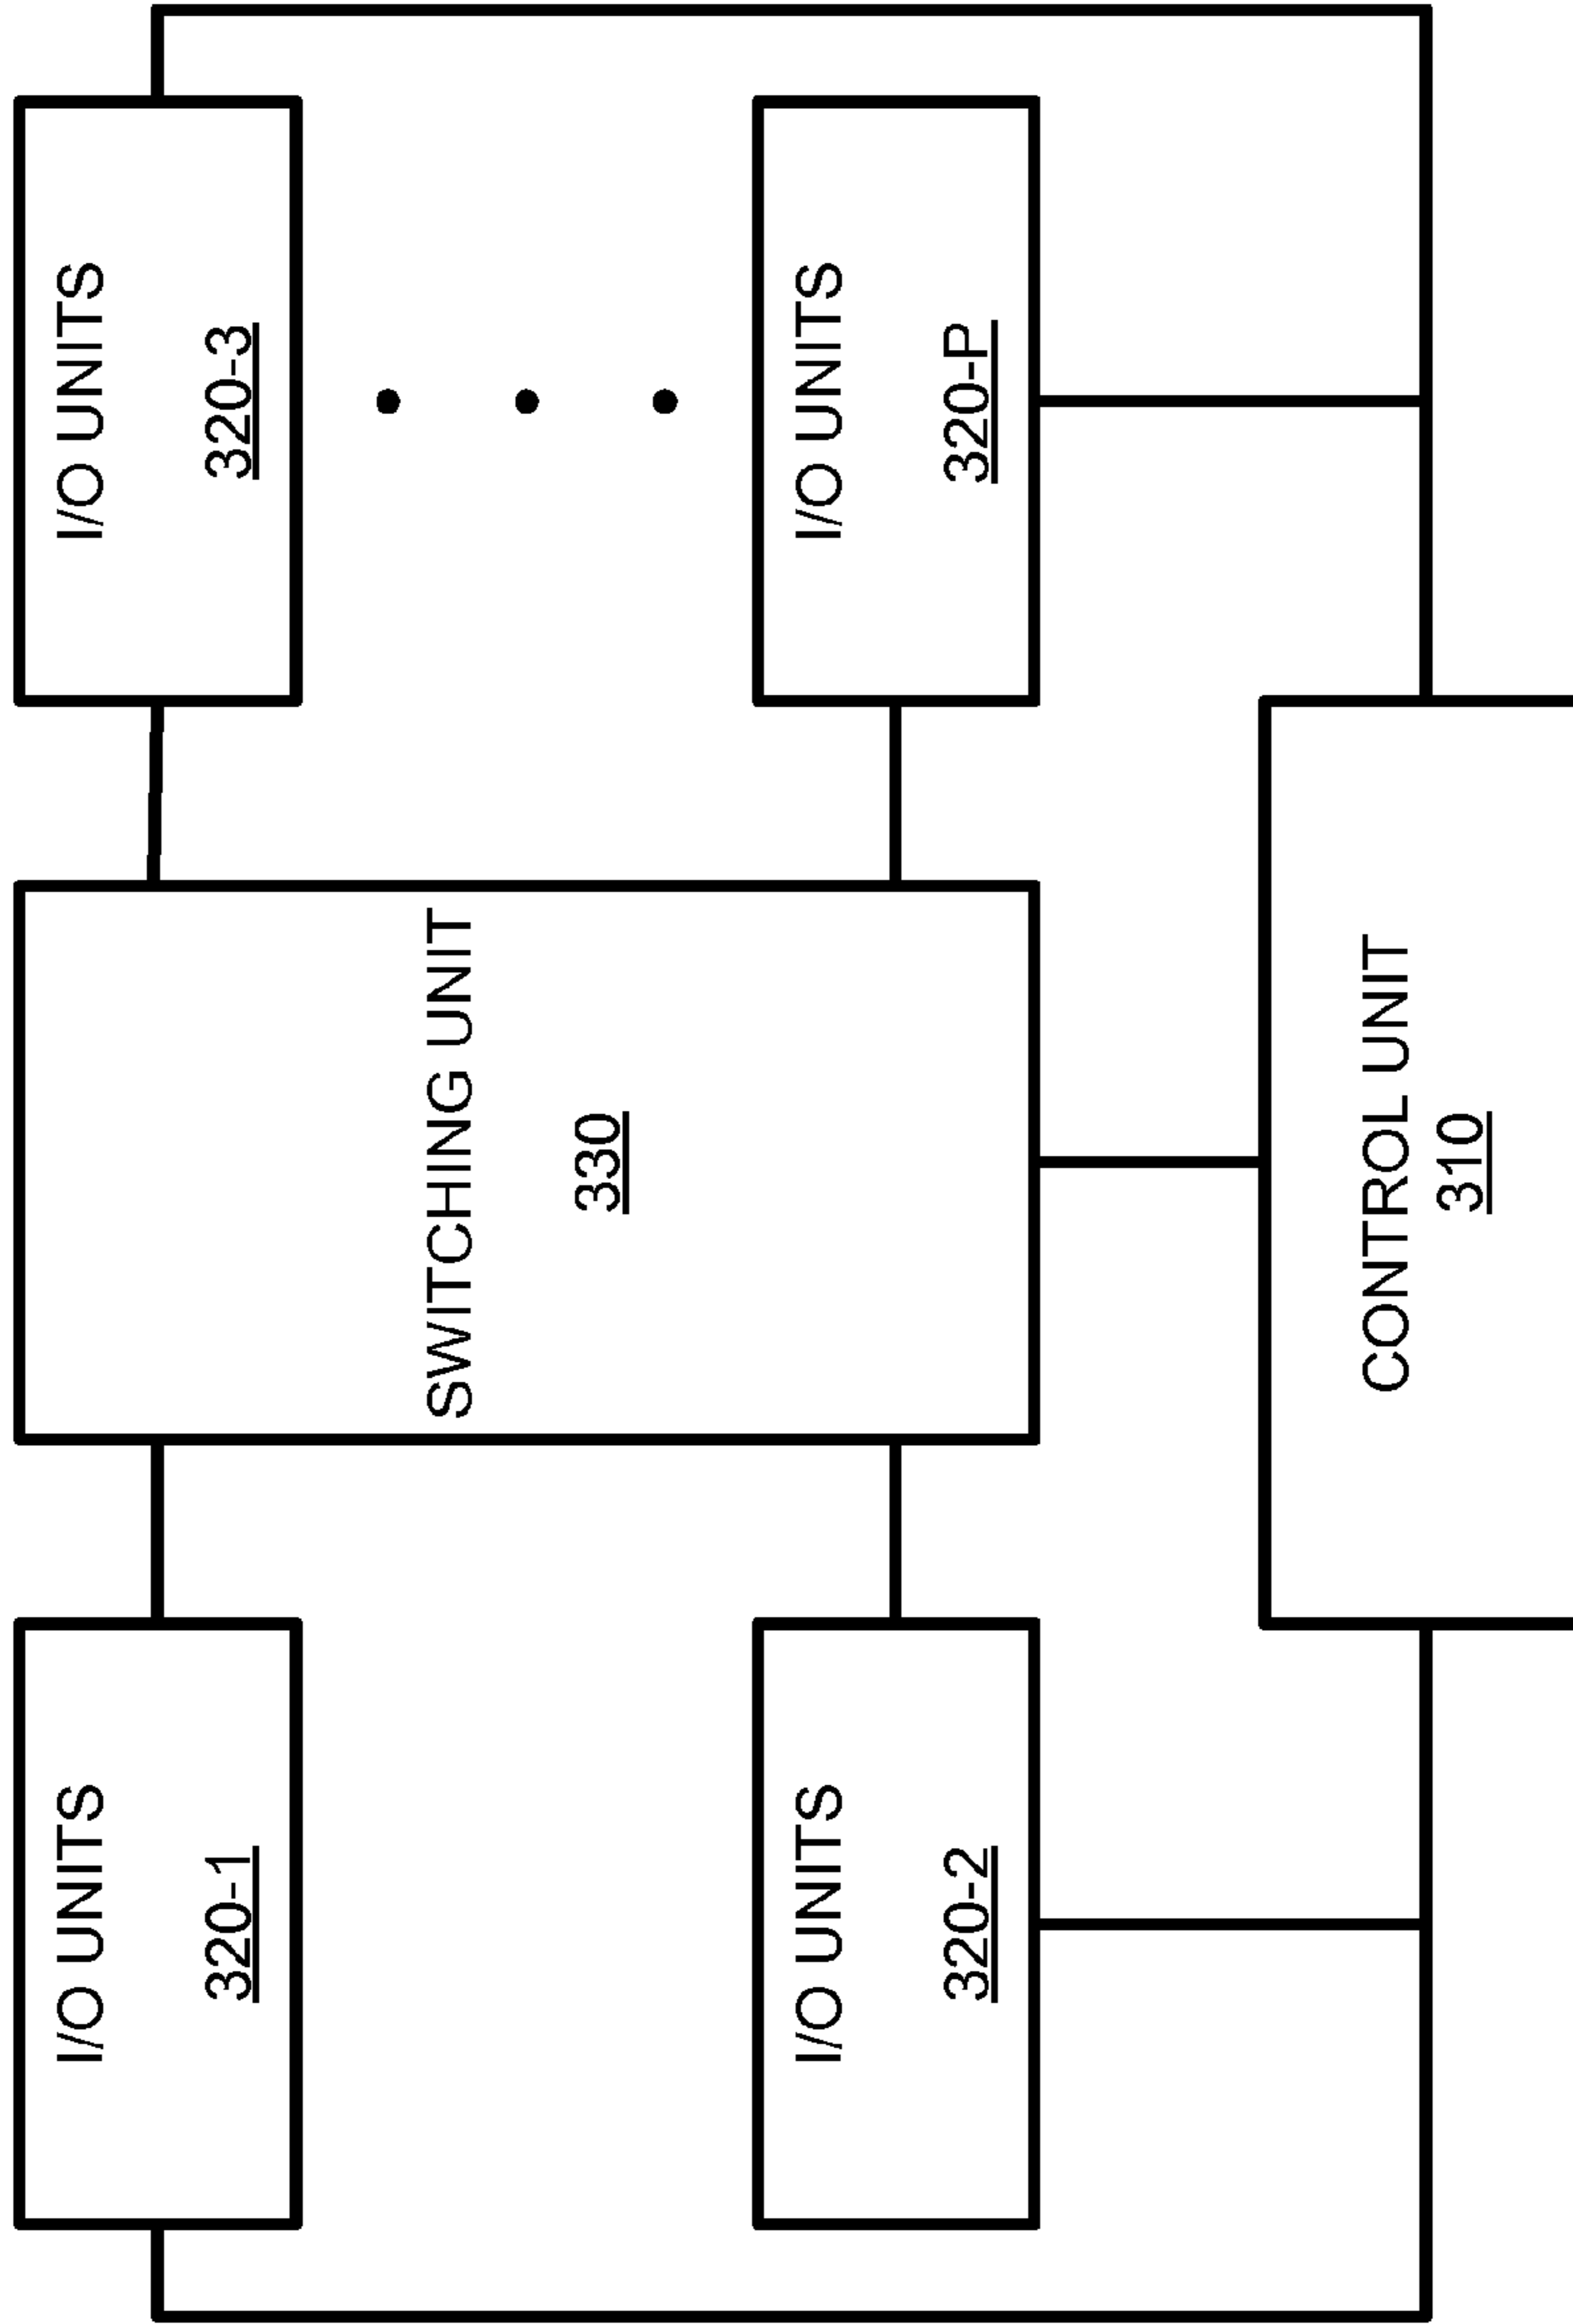 I/O UNITS
320-1
SWITCHING UNIT
330
I/O UNITS
320-3
I/O UNITS
320-2
I/O UNITS
320-P
CONTROL UNIT
310